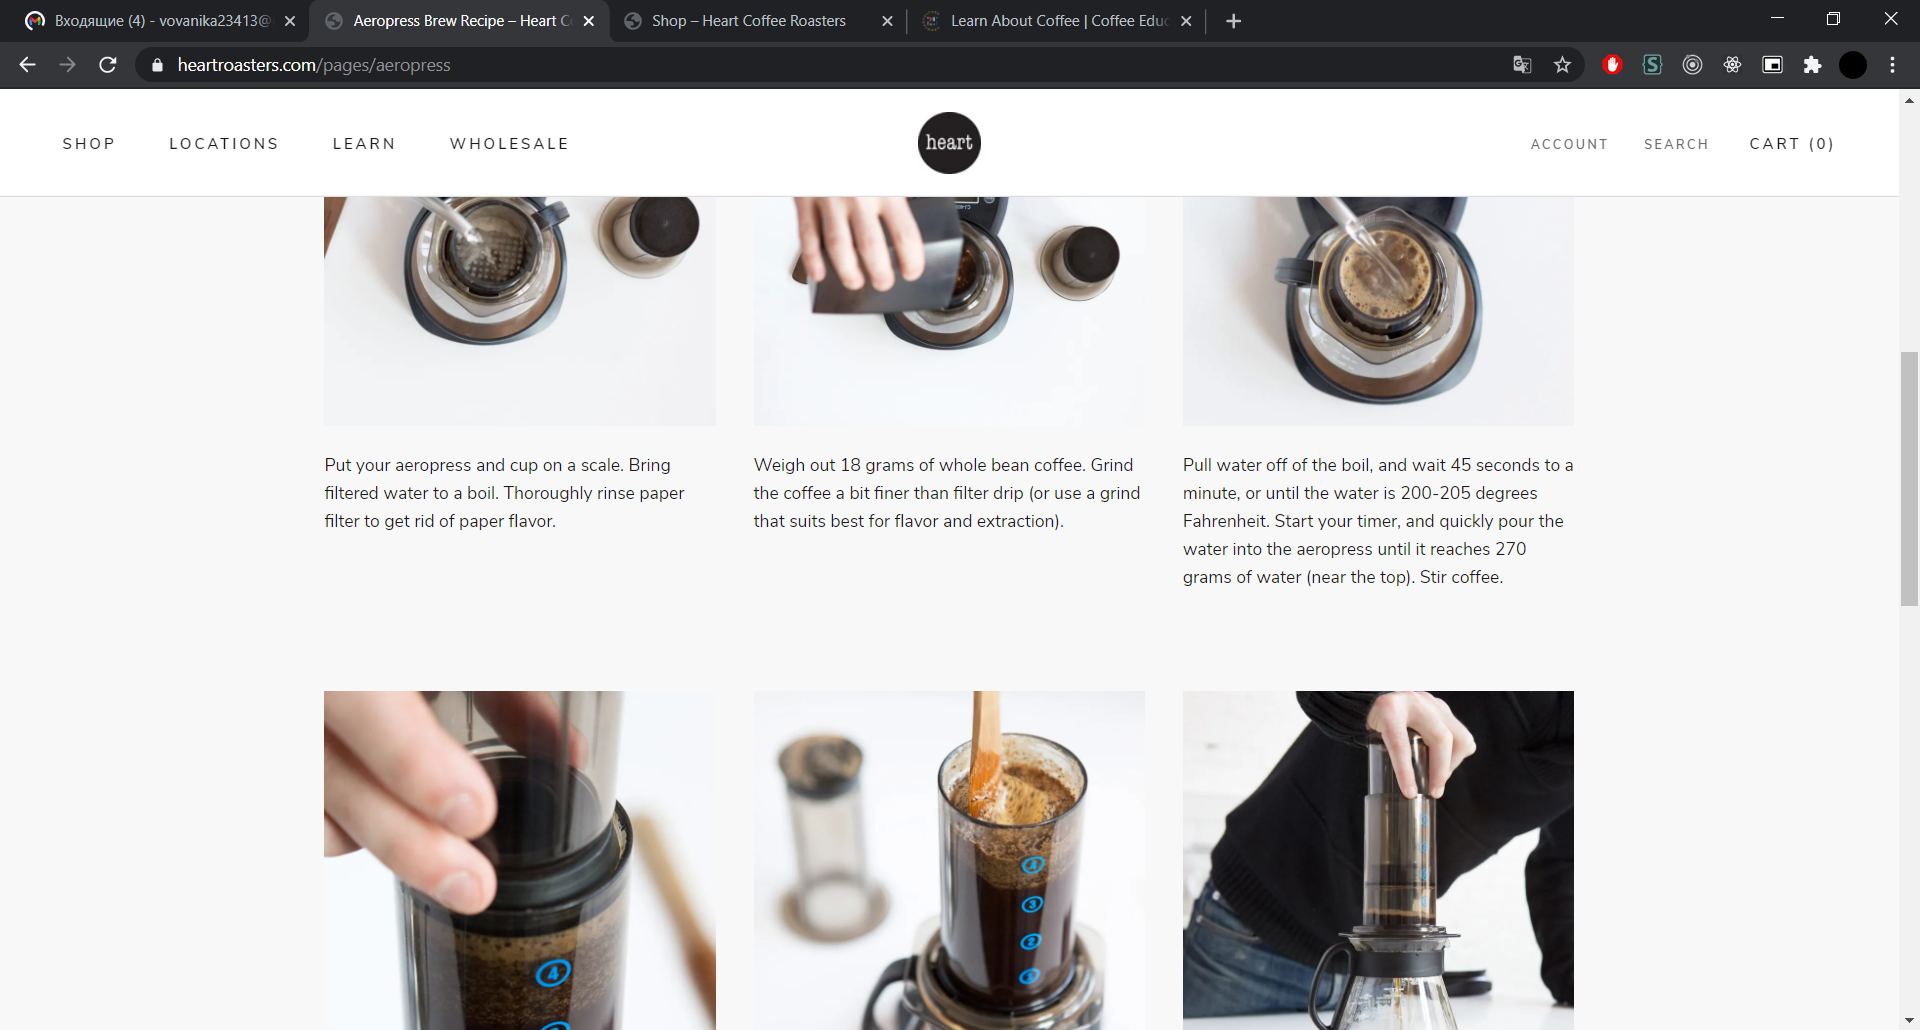 Входящие (4) - vovanika23413@
Aeropress Brew Recipe – Heart C
Shop – Heart Coffee Roasters
Learn About Coffee | Coffee Educ
heartroasters.com/pages/aeropress
SHOP
LOCATIONS
LEARN
WHOLESALE
heart
ACCOUNT
SEARCH
CART (0)
Put your aeropress and cup on a scale. Bring
filtered water to a boil. Thoroughly rinse paper
filter to get rid of paper flavor.
Weigh out 18 grams of whole bean coffee. Grind
the coffee a bit finer than filter drip (or use a grind
that suits best for flavor and extraction).
Pull water off of the boil, and wait 45 seconds to a
minute, or until the water is 200-205 degrees
Fahrenheit. Start your timer, and quickly pour the
water into the aeropress until it reaches 270
grams of water (near the top). Stir coffee.
4
4
3
2
1